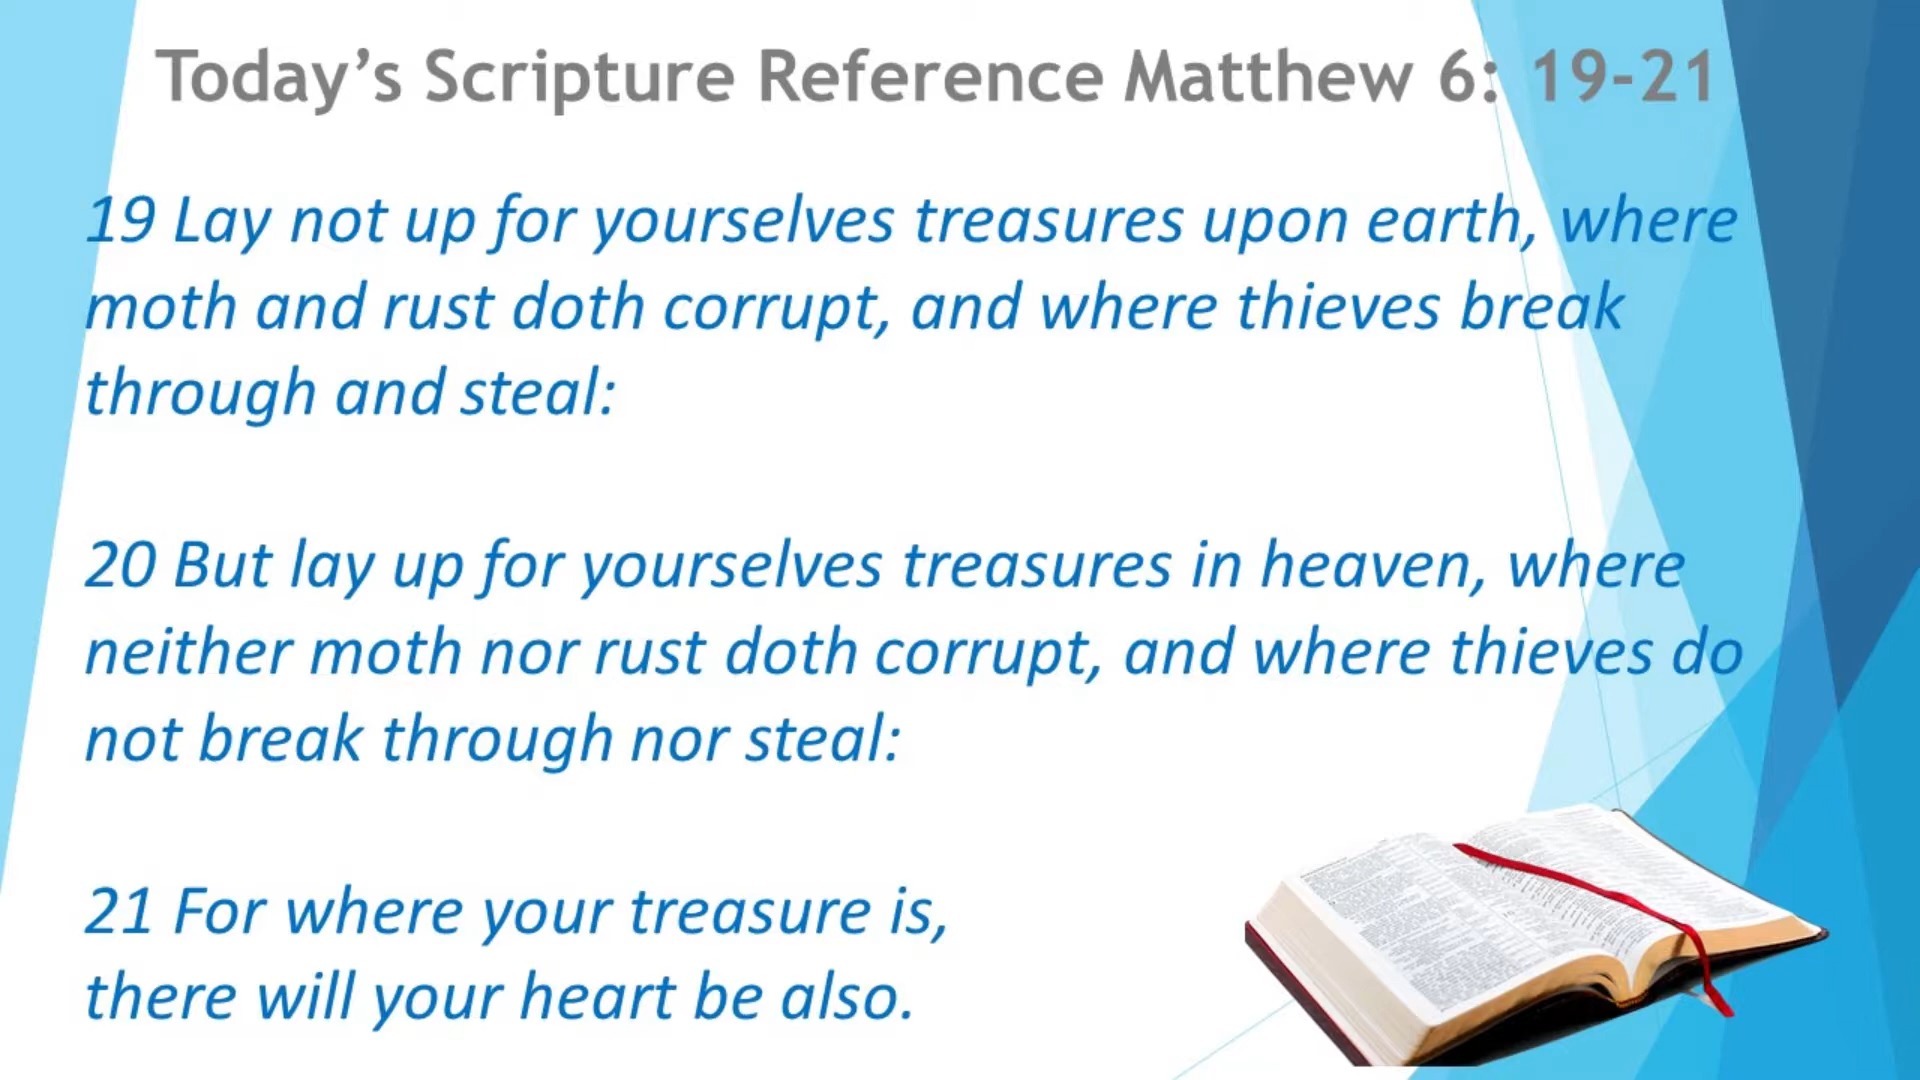 Today’s Scripture Reference Matthew 6: 19-21
19 Lay not up for yourselves treasures upon earth, where
moth and rust doth corrupt, and where thieves break
through and steal:
20 But lay up for yourselves treasures in heaven, where
neither moth nor rust doth corrupt, and where thieves do
not break through nor steal:
21 For where your treasure is,
there will your heart be also.